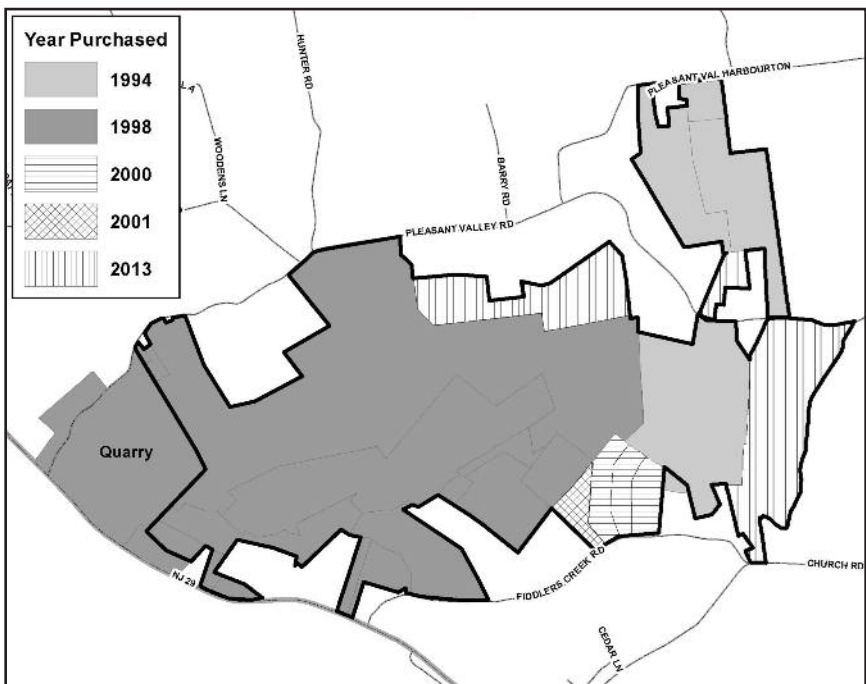 Year Purchased
1994
1998
2000
2001
2013
HUNTER RD
PLEASANT VAL HARBOURTON
WOODENS LN
BARRY RD
PLEASANT VALLEY RD
Quarry
NJ 29
FIDDLERS CREEK RD
CHURCH RD
CEDAR LN